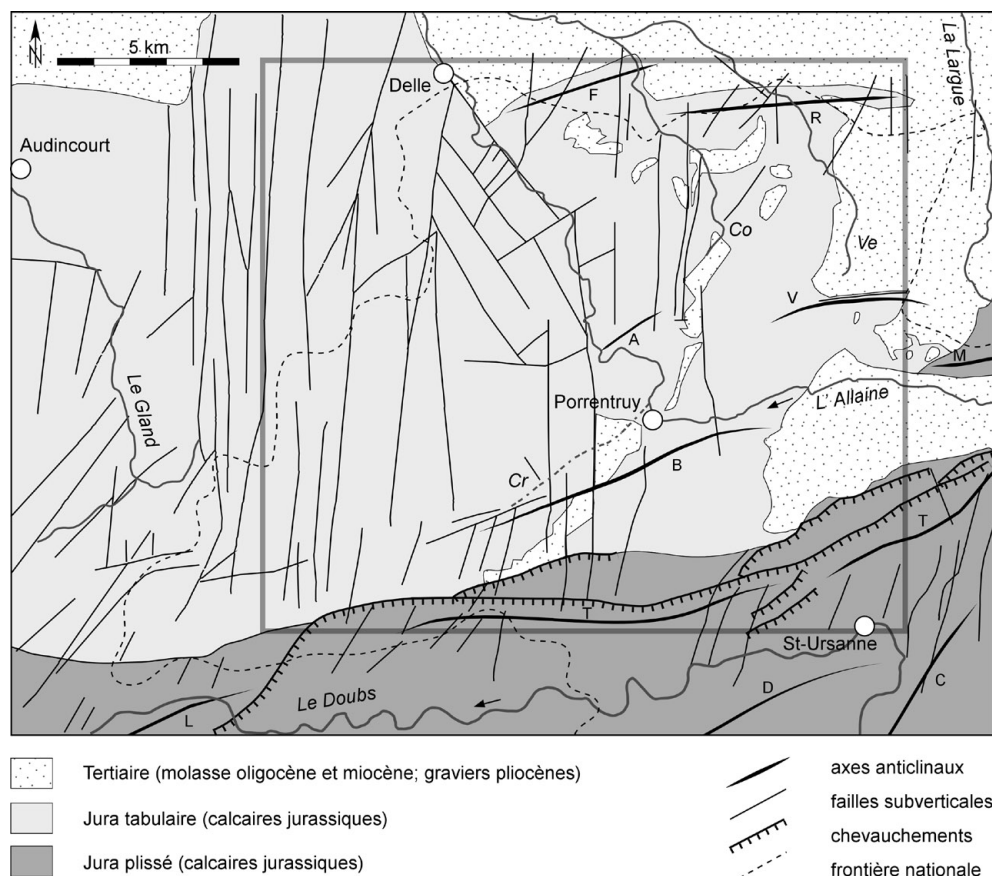 N
5 km
La Largue
Delle
F
R
Audincourt
Co
Ve
V
A
M
Le Gland
Porrentruy
L' Allaine
B
Cr
T
T
St-Ursanne
Le Doubs
D
C
L
Tertiaire (molasse oligocène et miocène; graviers pliocènes)
Jura tabulaire (calcaires jurassiques)
Jura plissé (calcaires jurassiques)
axes anticlinaux
failles subverticales
chevauchements
frontière nationale